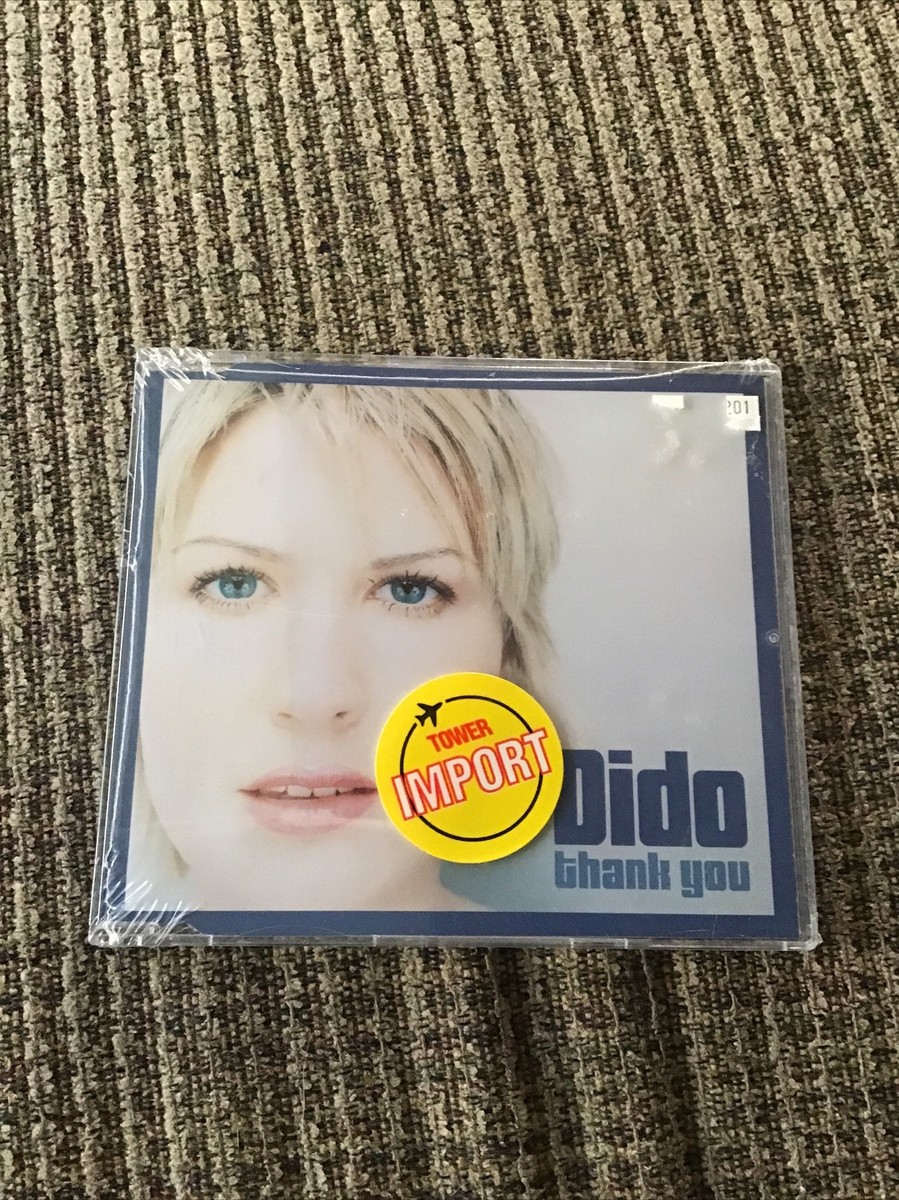 201
TOWER
IMPORT
Dido
thank you